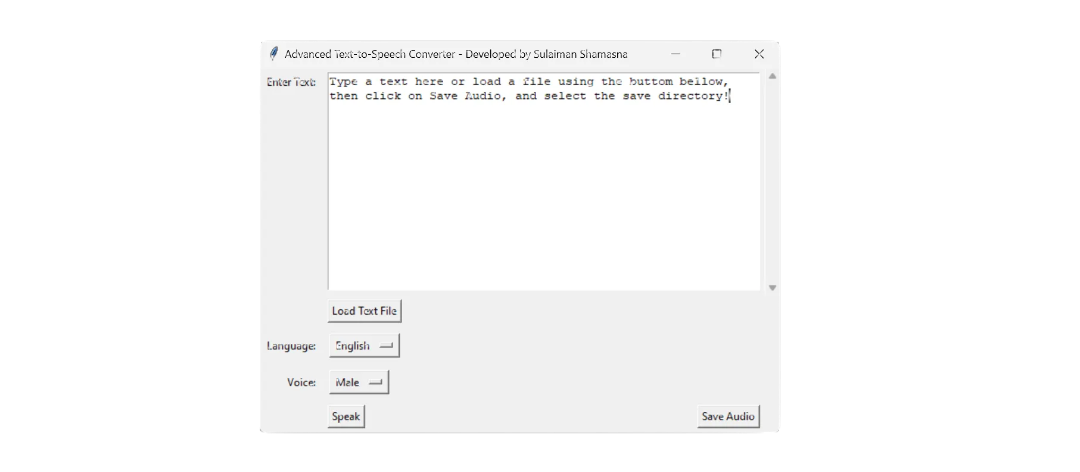 Advanced Text-to-Speech Converter - Developed by Sulaiman Shamasna
Enter Text:
Type a text here or load a file using the buttom bellow,
then click on Save Audio, and select the save directory!
Load Text File
Language: English
Voice: Male
Speak Save Audio